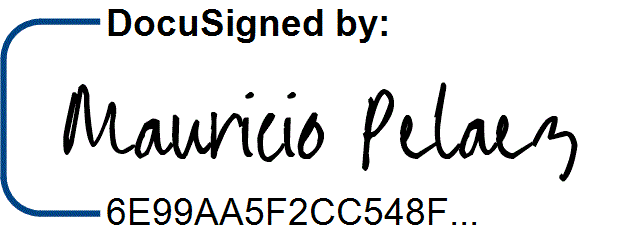 DocuSigned by:
Mauricio Pelaez
6E99AA5F2CC548F...